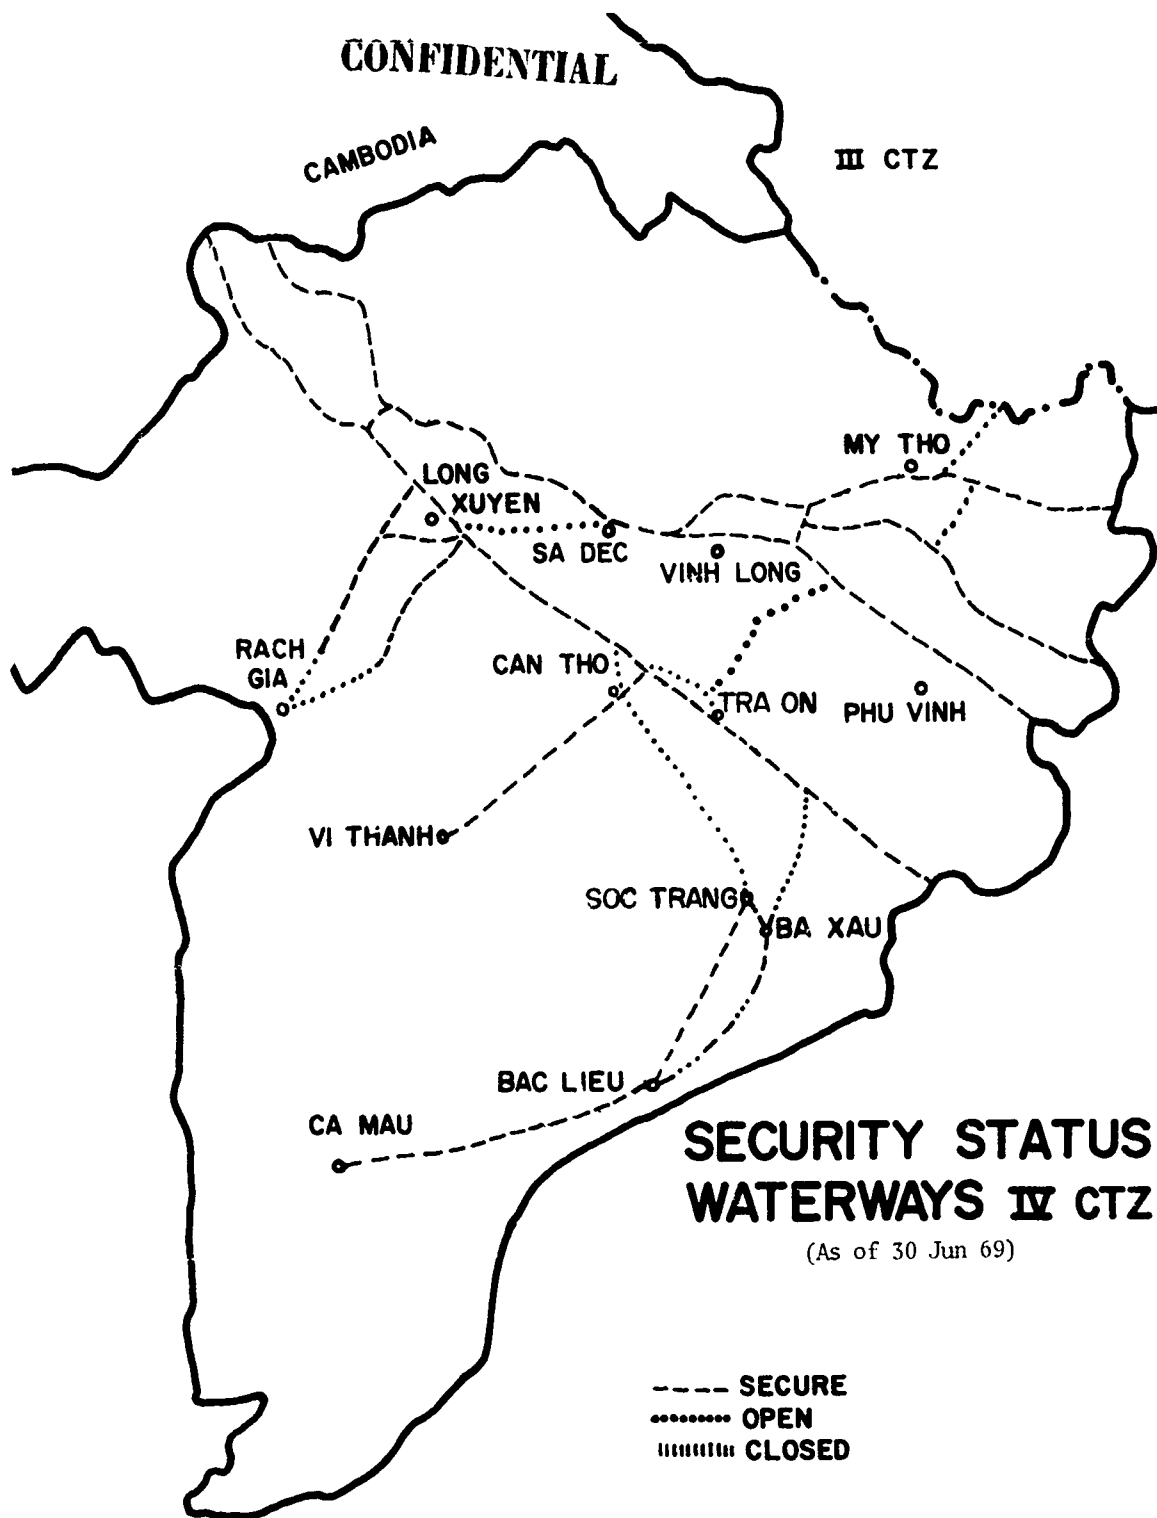 CONFIDENTIAL
CAMBODIA
III CTZ
MY THO
LONG
XUYEN
SA DEC
VINH LONG
RACH
GIA
CAN THO
TRA ON
PHU VINH
VI THANH
SOC TRANG
BA XAU
BAC LIEU
CA MAU
SECURITY STATUS
WATERWAYS IV CTZ
(As of 30 Jun 69)
SECURE
OPEN
CLOSED